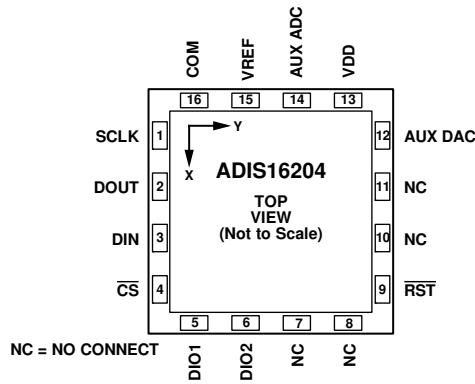 COM
VREF
AUX ADC
VDD
16
15
14
13
SCLK 1
Y
12 AUX DAC
X
ADIS16204
DOUT 2
11 NC
TOP
VIEW
(Not to Scale)
DIN 3
10 NC
CS 4
9 RST
5
6
7
8
NC = NO CONNECT
DIO1
DIO2
NC
NC